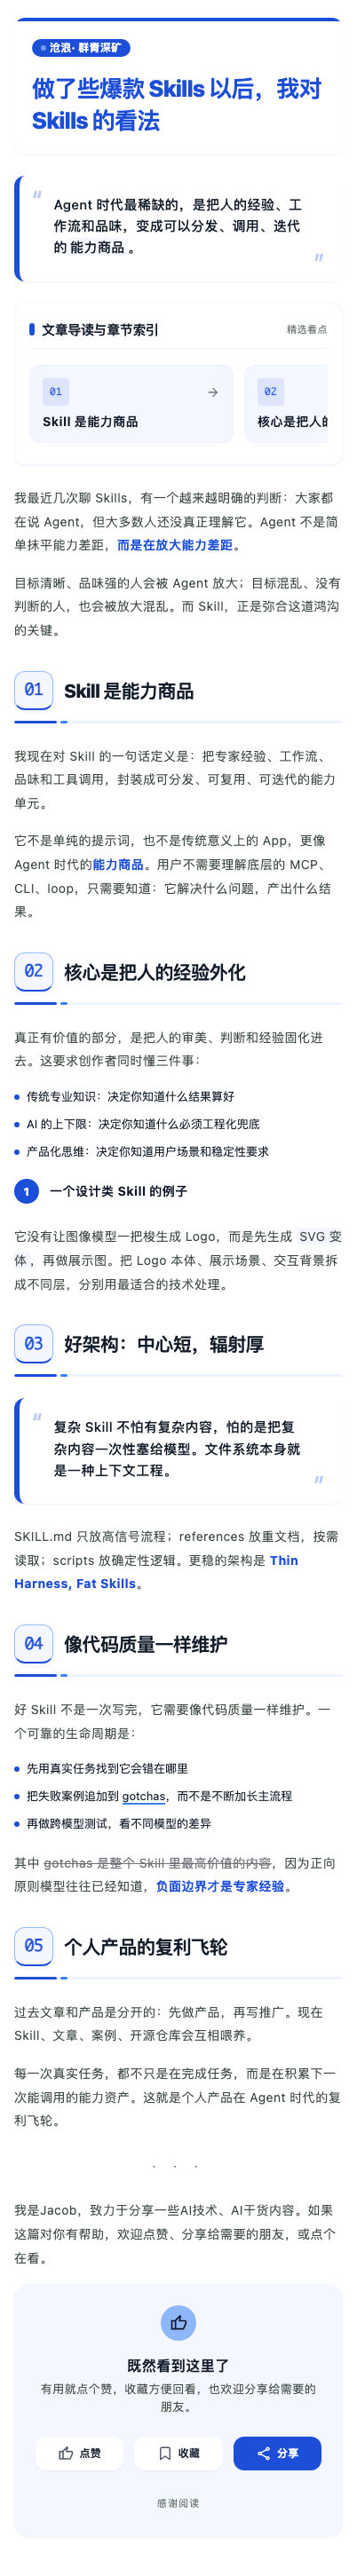 沧浪· 群青深矿
做了些爆款 Skills 以后，我对
Skills 的看法
"
Agent 时代最稀缺的，是把人的经验、工
作流和品味，变成可以分发、调用、迭代
的 能力商品 。
"
文章导读与章节索引
精选看点
01
→
Skill 是能力商品
02
核心是把人的
我最近几次聊 Skills，有一个越来越明确的判断：大家都
在说 Agent，但大多数人还没真正理解它。Agent 不是简
单抹平能力差距，而是在放大能力差距。
目标清晰、品味强的人会被 Agent 放大；目标混乱、没有
判断的人，也会被放大混乱。而 Skill，正是弥合这道鸿沟
的关键。
01
Skill 是能力商品
我现在对 Skill 的一句话定义是：把专家经验、工作流、
品味和工具调用，封装成可分发、可复用、可迭代的能力
单元。
它不是单纯的提示词，也不是传统意义上的 App，更像
Agent 时代的能力商品。用户不需要理解底层的 MCP、
CLI、loop，只需要知道：它解决什么问题，产出什么结
果。
02
核心是把人的经验外化
真正有价值的部分，是把人的审美、判断和经验固化进
去。这要求创作者同时懂三件事：
传统专业知识：决定你知道什么结果算好
AI 的上下限：决定你知道什么必须工程化兜底
产品化思维：决定你知道用户场景和稳定性要求
1
一个设计类 Skill 的例子
它没有让图像模型一把梭生成 Logo，而是先生成 SVG 变
体 ，再做展示图。把 Logo 本体、展示场景、交互背景拆
成不同层，分别用最适合的技术处理。
03
好架构：中心短，辐射厚
"
复杂 Skill 不怕有复杂内容，怕的是把复
杂内容一次性塞给模型。文件系统本身就
是一种上下文工程。
"
SKILL.md 只放高信号流程；references 放重文档，按需
读取；scripts 放确定性逻辑。更稳的架构是 Thin
Harness, Fat Skills。
04
像代码质量一样维护
好 Skill 不是一次写完，它需要像代码质量一样维护。一
个可靠的生命周期是：
先用真实任务找到它会错在哪里
把失败案例追加到 gotchas，而不是不断加长主流程
再做跨模型测试，看不同模型的差异
其中 gotchas 是整个 Skill 里最高价值的内容，因为正向
原则模型往往已经知道，负面边界才是专家经验。
05
个人产品的复利飞轮
过去文章和产品是分开的：先做产品，再写推广。现在
Skill、文章、案例、开源仓库会互相喂养。
每一次真实任务，都不只是在完成任务，而是在积累下一
次能调用的能力资产。这就是个人产品在 Agent 时代的复
利飞轮。
· · ·
我是Jacob，致力于分享一些AI技术、AI干货内容。如果
这篇对你有帮助，欢迎点赞、分享给需要的朋友，或点个
在看。
既然看到这里了
有用就点个赞，收藏方便回看，也欢迎分享给需要的
朋友。
点赞
收藏
分享
感谢阅读